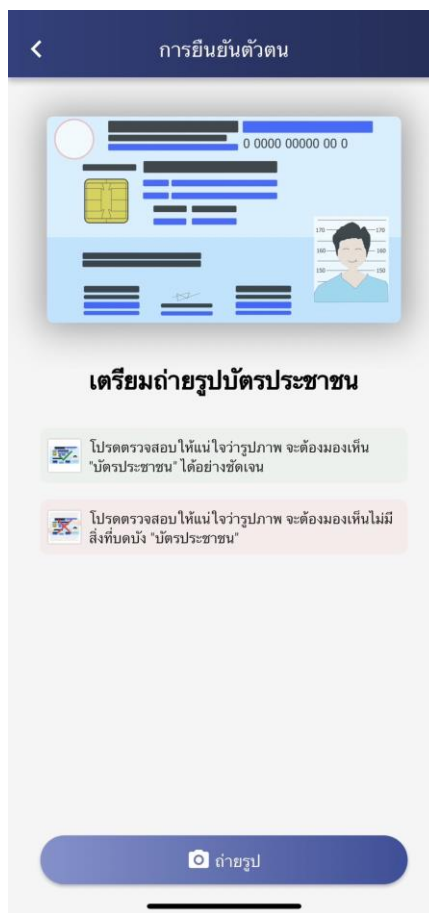 การยืนยันตัวตน
0 0000 00000 00 0
170 170
160 160
150 150
เตรียมถ่ายรูปบัตรประชาชน
โปรดตรวจสอบให้แน่ใจว่ารูปภาพ จะต้องมองเห็น
"บัตรประชาชน" ได้อย่างชัดเจน
โปรดตรวจสอบให้แน่ใจว่ารูปภาพ จะต้องมองเห็นไม่มี
สิ่งที่บดบัง "บัตรประชาชน"
ถ่ายรูป